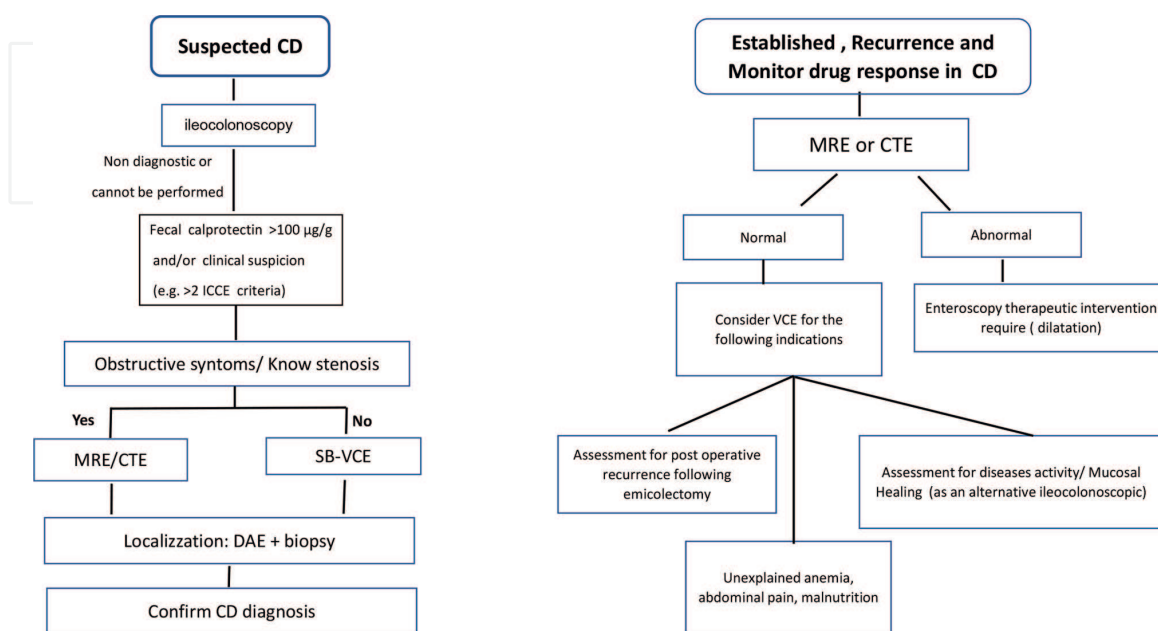 Suspected CD
ileocolonoscopy
Non diagnostic or
cannot be performed
Fecal calprotectin >100 µg/g
and/or clinical suspicion
(e.g. >2 ICCE criteria)
Obstructive syntoms/ Know stenosis
Yes
No
MRE/CTE
SB-VCE
Localizzation: DAE + biopsy
Confirm CD diagnosis
Established , Recurrence and
Monitor drug response in CD
MRE or CTE
Normal
Abnormal
Consider VCE for the
following indications
Enteroscopy therapeutic intervention
require ( dilatation)
Assessment for post operative
recurrence following
emicolectomy
Assessment for diseases activity/ Mucosal
Healing (as an alternative ileocolonoscopic)
Unexplained anemia,
abdominal pain, malnutrition